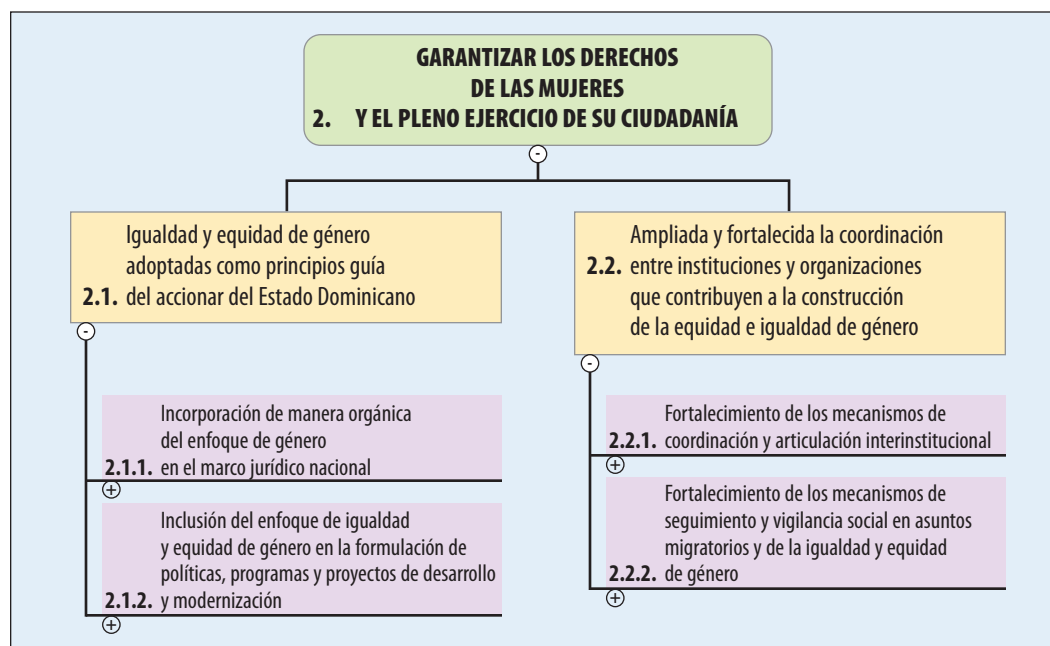 GARANTIZAR LOS DERECHOS
DE LAS MUJERES
2. Y EL PLENO EJERCICIO DE SU CIUDADANÍA
Igualdad y equidad de género
adoptadas como principios guía
2.1. del accionar del Estado Dominicano
Incorporación de manera orgánica
del enfoque de género
2.1.1. en el marco jurídico nacional
Inclusión del enfoque de igualdad
y equidad de género en la formulación de
políticas, programas y proyectos de desarrollo
2.1.2. y modernización
Ampliada y fortalecida la coordinación
2.2. entre instituciones y organizaciones
que contribuyen a la construcción
de la equidad e igualdad de género
Fortalecimiento de los mecanismos de
2.2.1. coordinación y articulación interinstitucional
Fortalecimiento de los mecanismos de
seguimiento y vigilancia social en asuntos
migratorios y de la igualdad y equidad
2.2.2. de género